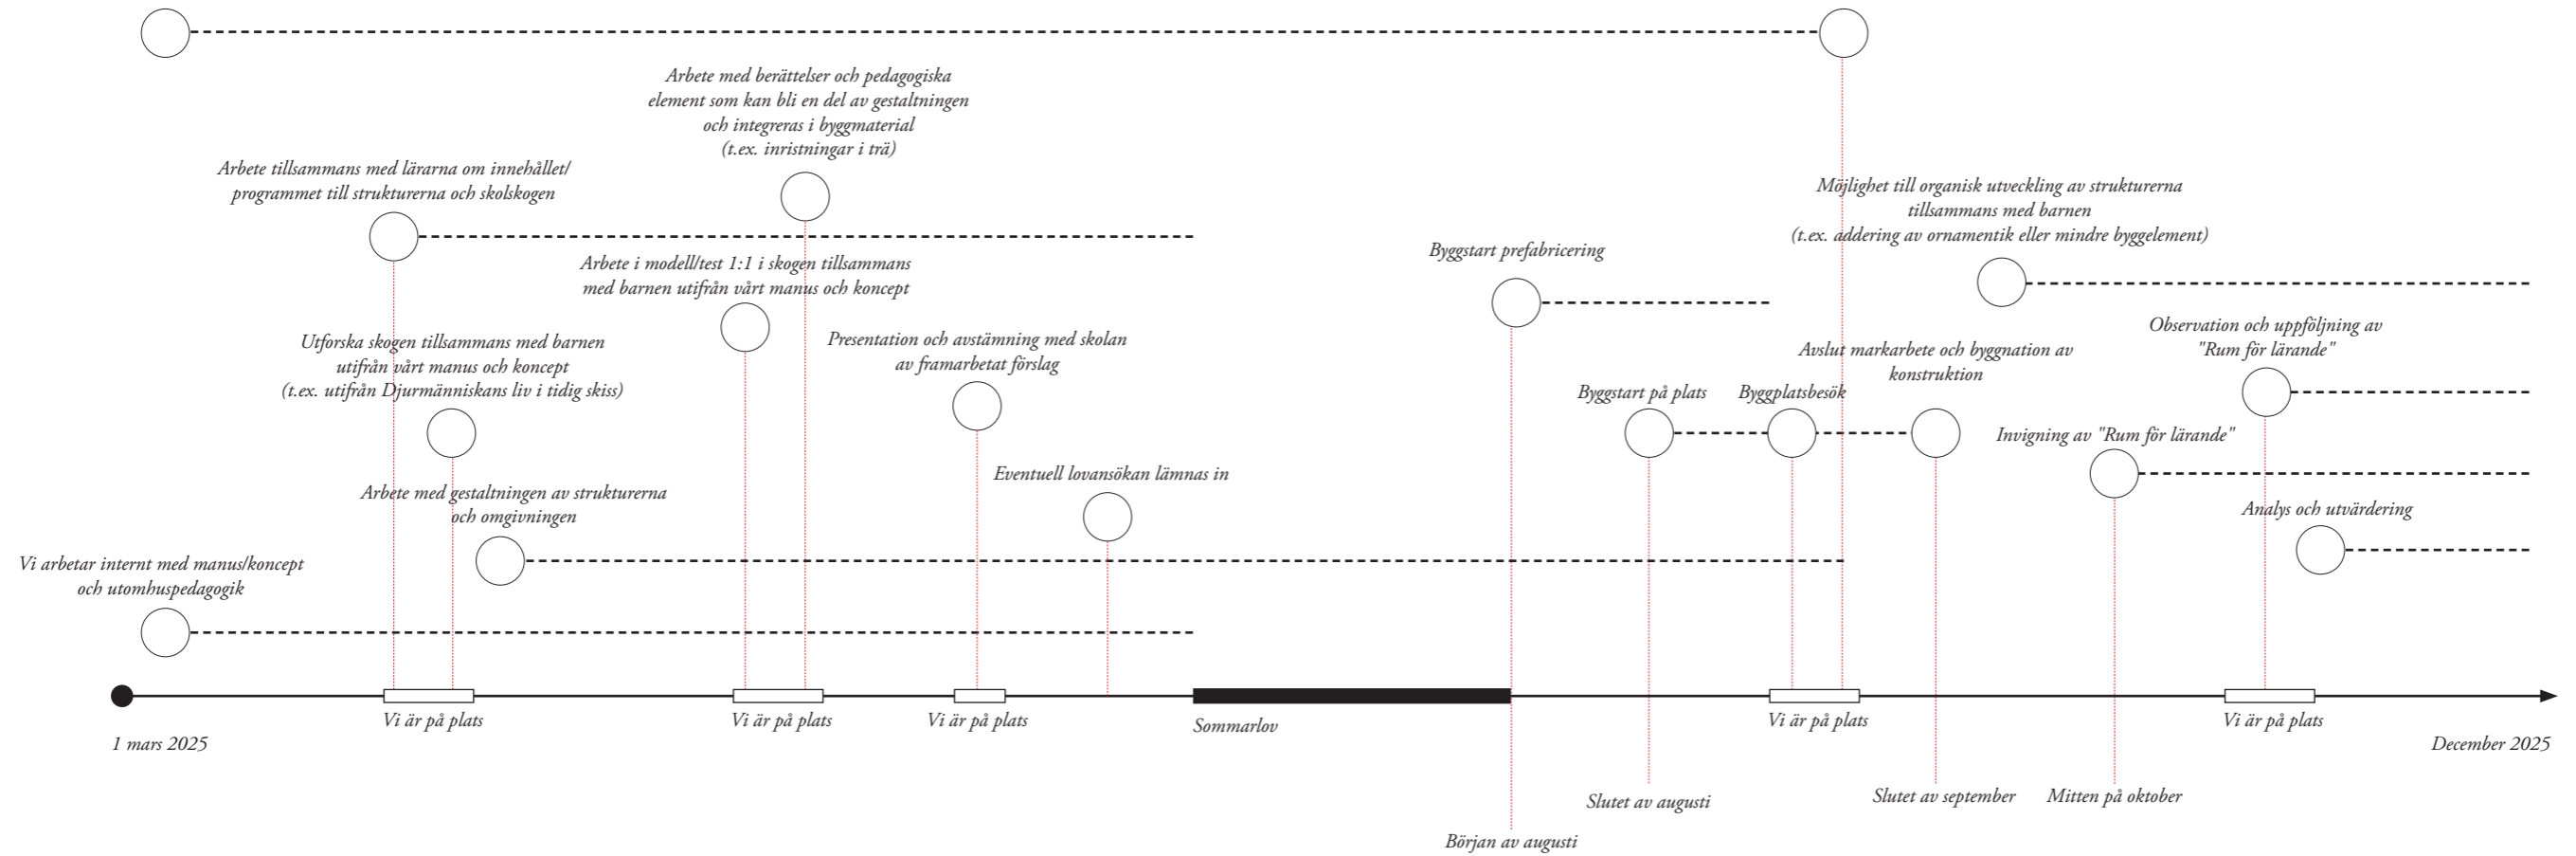 Arbete med berättelser och pedagogiska
element som kan bli en del av gestaltningen
och integreras i byggmaterial
(t.ex. inristningar i trä)
Arbete tillsammans med lärarna om innehållet/
programmet till strukturerna och skolskogen
Möjlighet till organisk utveckling av strukturerna
tillsammans med barnen
(t.ex. addering av ornamentik eller mindre byggelement)
Byggstart prefabricering
Arbete i modell/test 1:1 i skogen tillsammans
med barnen utifrån vårt manus och koncept
Utforska skogen tillsammans med barnen
utifrån vårt manus och koncept
(t.ex. utifrån Djurmänniskans liv i tidig skiss)
Presentation och avstämning med skolan
av framarbetat förslag
Observation och uppföljning av
"Rum för lärande"
Avslut markarbete och byggnation av
konstruktion
Byggstart på plats
Byggplatsbesök
Invigning av "Rum för lärande"
Eventuell lovansökan lämnas in
Arbete med gestaltningen av strukturerna
och omgivningen
Analys och utvärdering
Vi arbetar internt med manus/koncept
och utomhuspedagogik
Vi är på plats
Vi är på plats
Vi är på plats
Sommarlov
Vi är på plats
Vi är på plats
1 mars 2025
December 2025
Slutet av augusti
Slutet av september
Mitten på oktober
Början av augusti